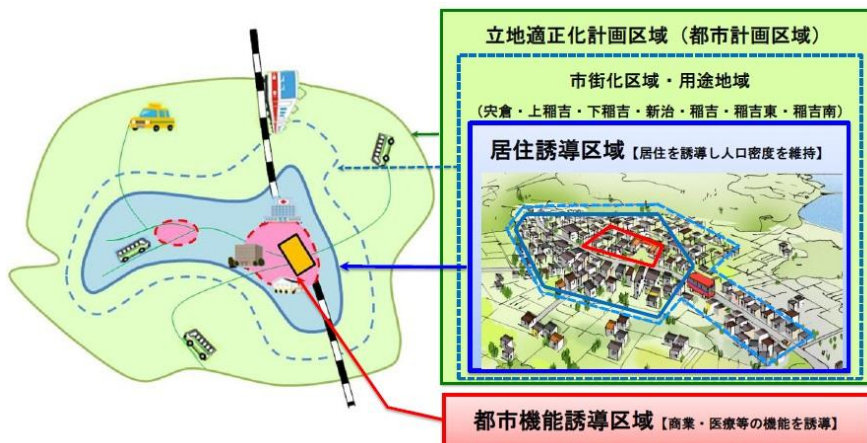 立地適正化計画区域（都市計画区域）
市街化区域・用途地域
（宍倉・上稲吉・下稲吉・新治・稲吉・稲吉東・稲吉南）
居住誘導区域【居住を誘導し人口密度を維持】
都市機能誘導区域【商業・医療等の機能を誘導】